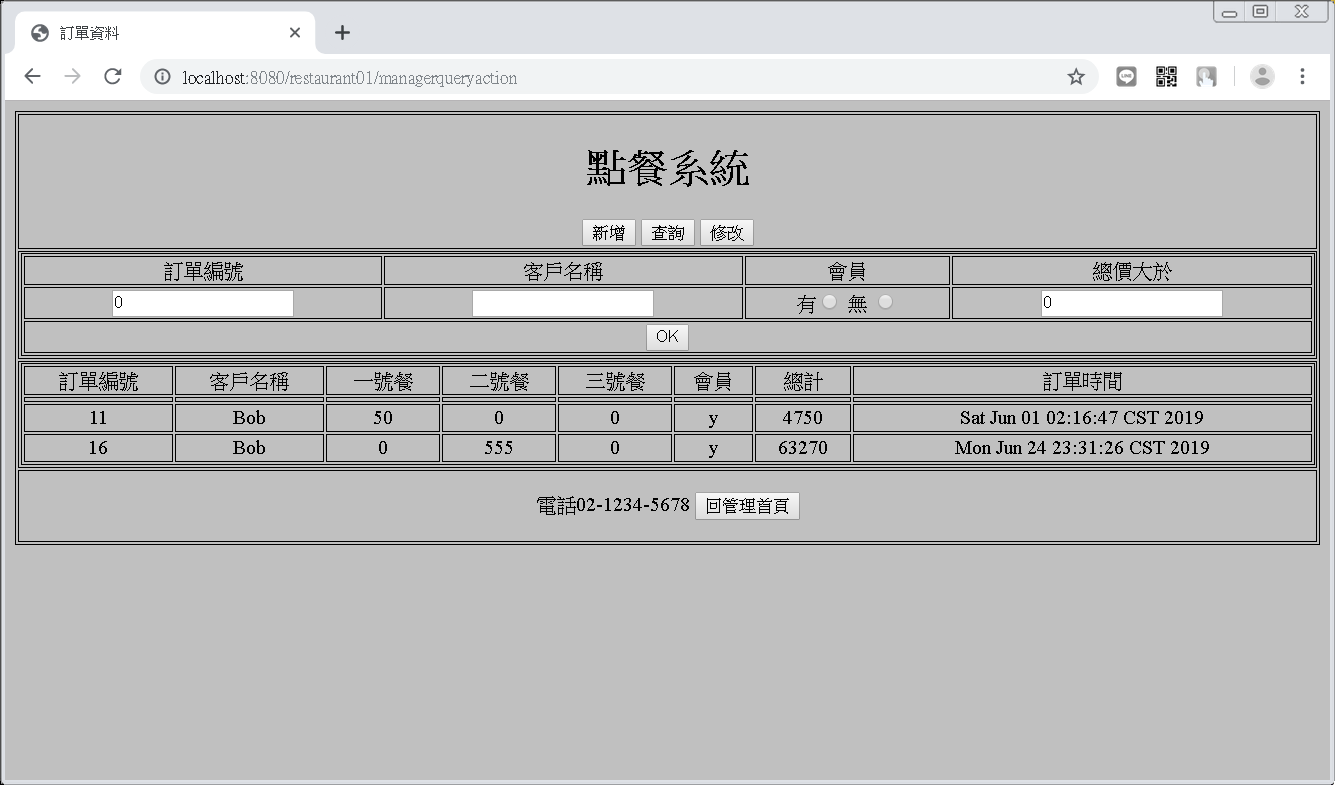 訂單資料
localhost:8080/restaurant01/managerqueryaction
點餐系統
新增 查詢 修改
訂單編號 客戶名稱 會員 總價大於
0 有 無 0
OK
訂單編號 客戶名稱 一號餐 二號餐 三號餐 會員 總計 訂單時間
11 Bob 50 0 0 y 4750 Sat Jun 01 02:16:47 CST 2019
16 Bob 0 555 0 y 63270 Mon Jun 24 23:31:26 CST 2019
電話02-1234-5678 回管理首頁